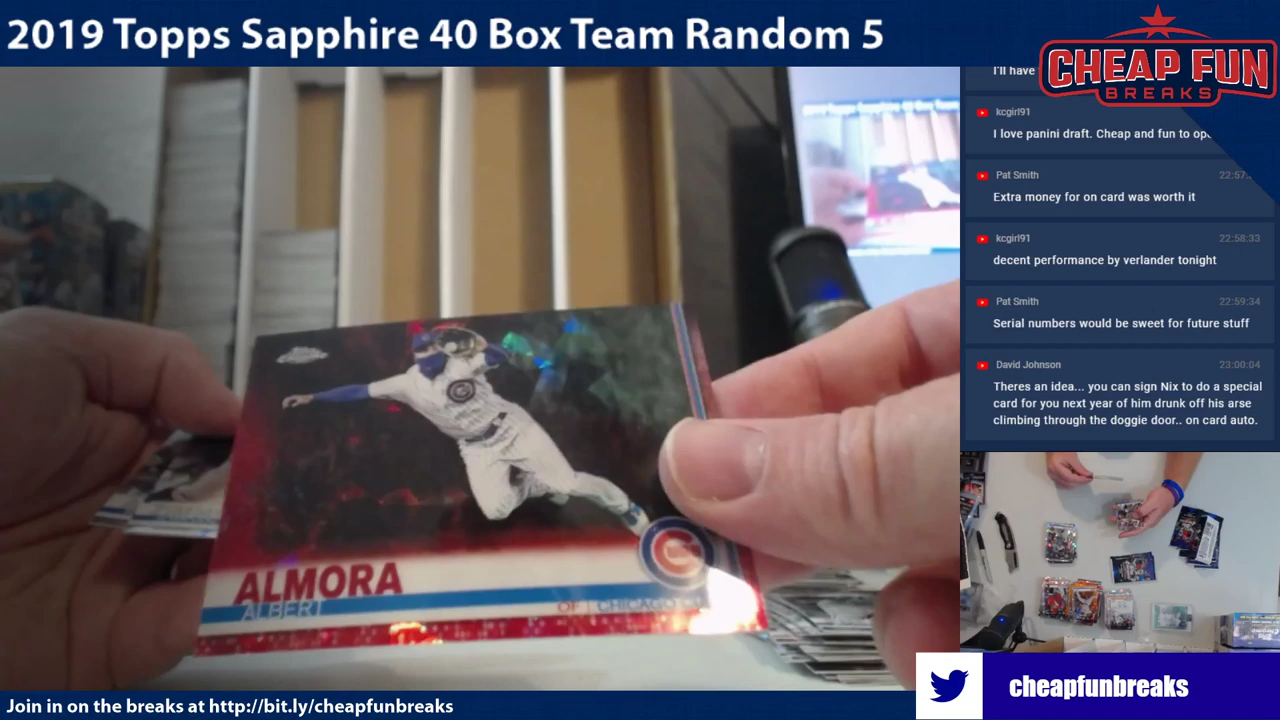 2019 Topps Sapphire 40 Box Team Random 5
CHEAP FUN
BREAKS
I'll have
kcgirl91
I love panini draft. Cheap and fun to
Pat Smith
22:57
Extra money for on card was worth it
kcgirl91
22:58:33
decent performance by verlander tonight
Pat Smith
22:59:34
Serial numbers would be sweet for future stuff
David Johnson
23:00:04
Theres an idea... you can sign Nix to do a special
card for you next year of him drunk off his arse
climbing through the doggie door.. on card auto.
ALMORA
ALBERT
OF | CHICAGO
cheapfunbreaks
Join in on the breaks at http://bit.ly/cheapfunbreaks